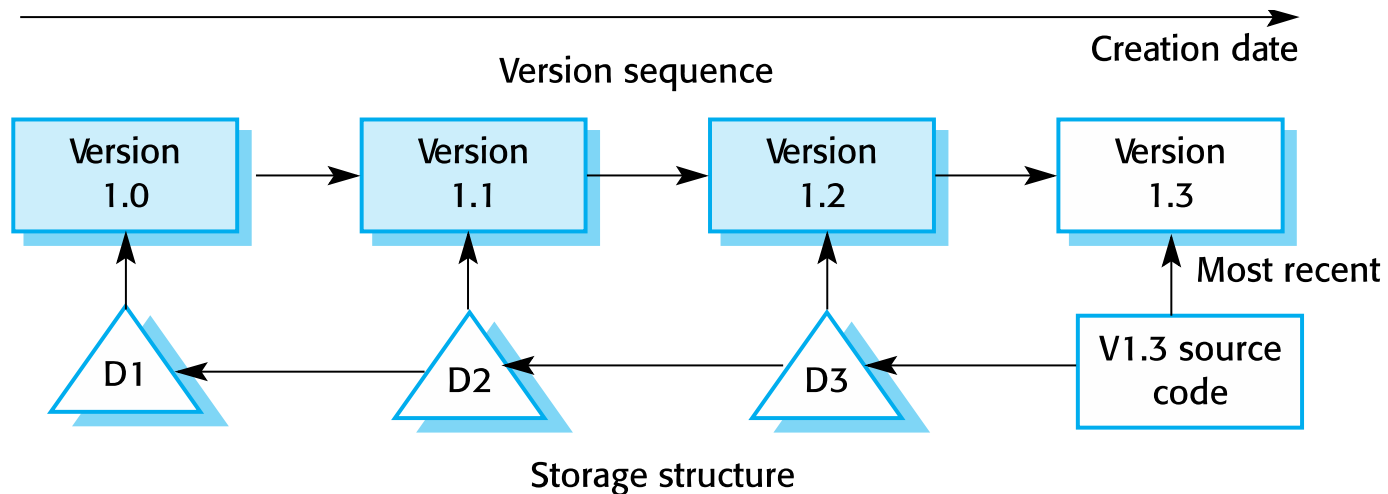 Creation date
Version sequence
Version
1.0
Version
1.1
Version
1.2
Version
1.3
Most recent
D1
D2
D3
V1.3 source
code
Storage structure